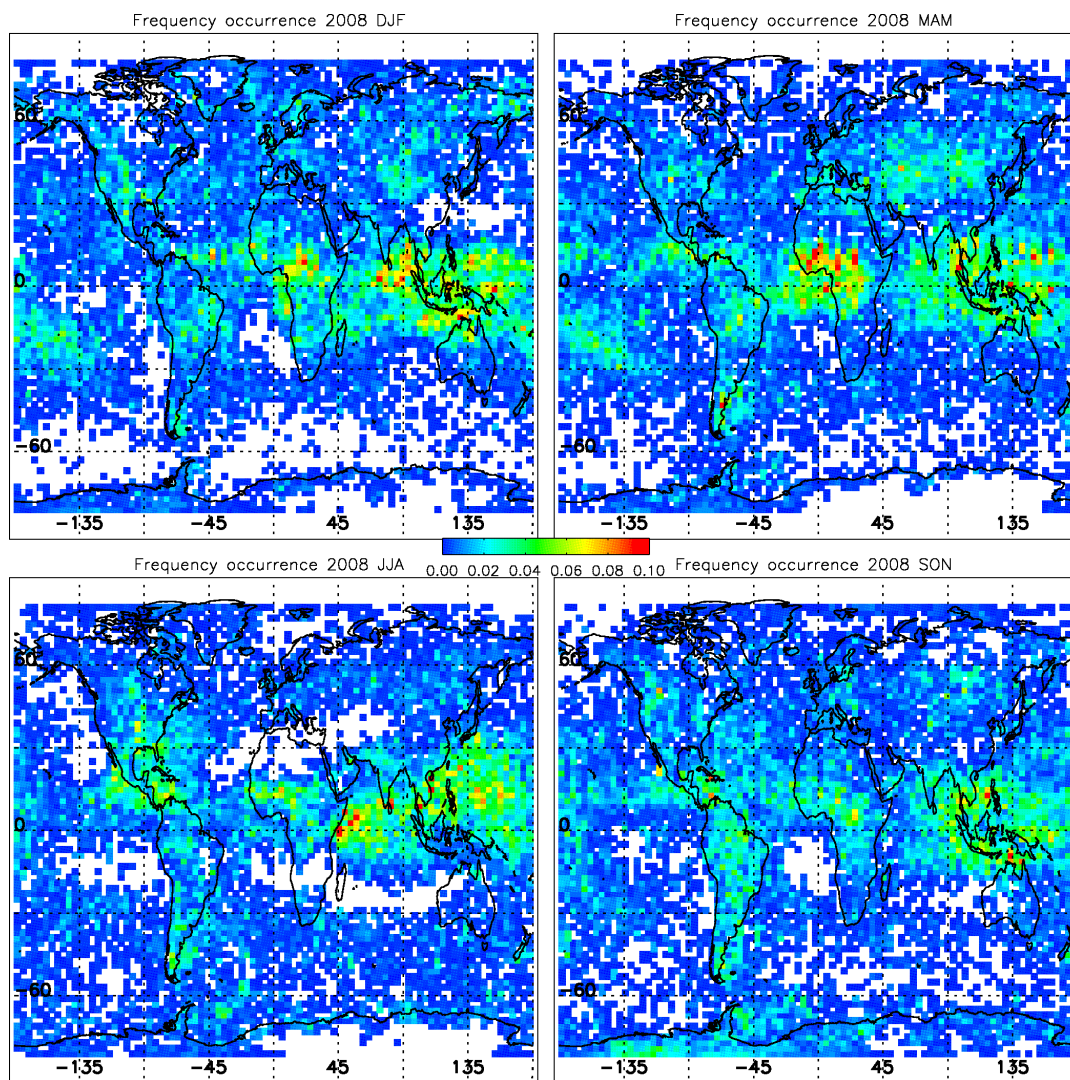 Frequency occurrence 2008 DJF
60
0
-60
-135 -45 45 135
Frequency occurrence 2008 MAM
60
0
-60
-135 -45 45 135
0.00 0.02 0.04 0.06 0.08 0.10
Frequency occurrence 2008 JJA
60
0
-60
-135 -45 45 135
Frequency occurrence 2008 SON
60
0
-60
-135 -45 45 135